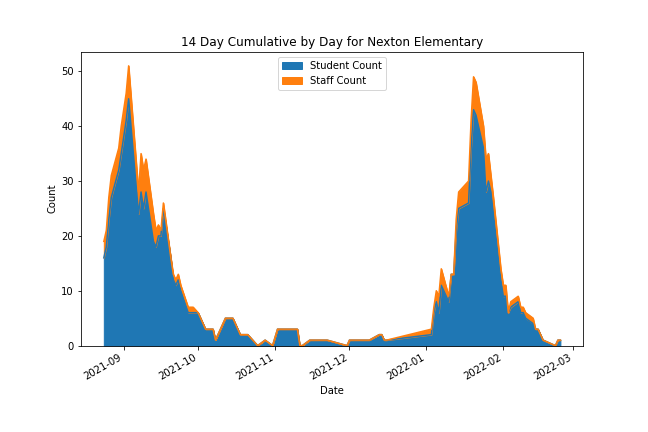 14 Day Cumulative by Day for Nexton Elementary
Student Count
Staff Count
50
40
30
20
10
0
Count
2021-09
2021-10
2021-11
2021-12
2022-01
2022-02
2022-03
Date